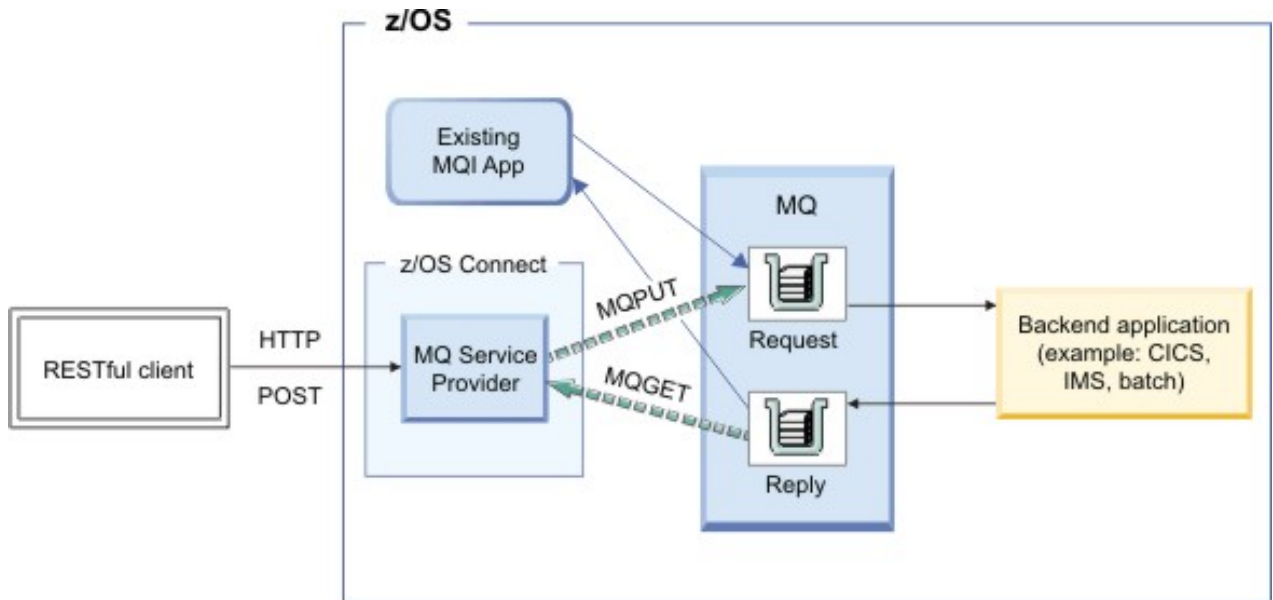 z/OS
Existing
MQI App
MQ
z/OS Connect
MQPUT
Request
HTTP
POST
RESTful client
MQ Service
Provider
MQGET
Reply
Backend application
(example: CICS,
IMS, batch)